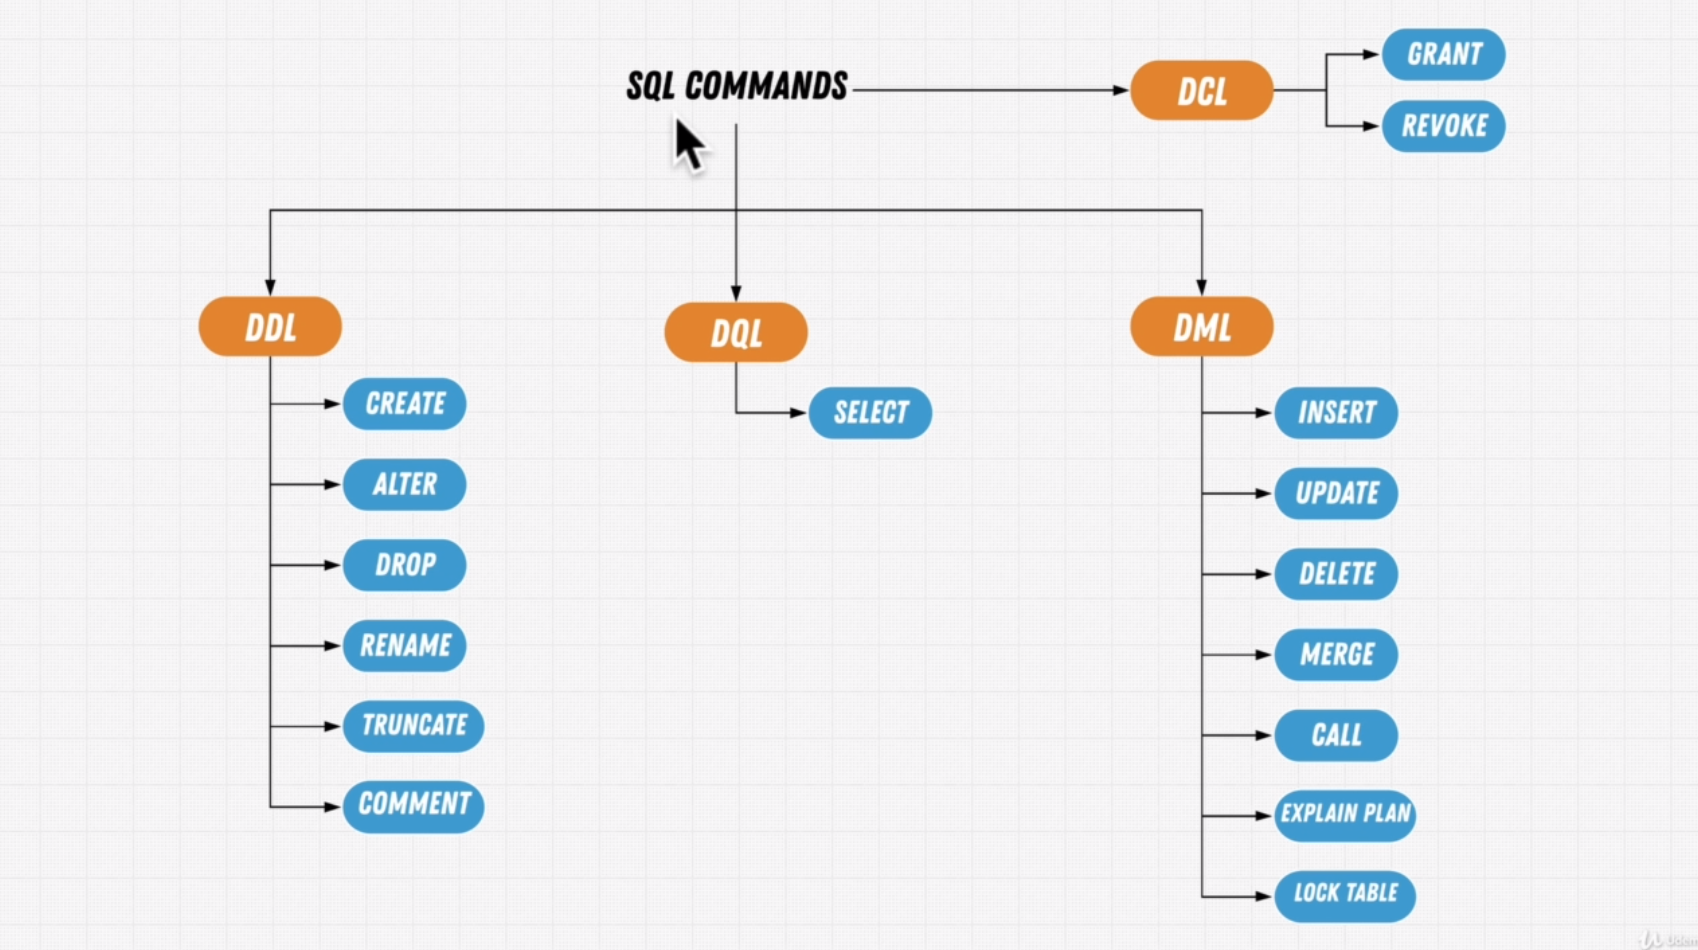 SQL COMMANDS
DCL
GRANT
REVOKE
DDL
CREATE
ALTER
DROP
RENAME
TRUNCATE
COMMENT
DQL
SELECT
DML
INSERT
UPDATE
DELETE
MERGE
CALL
EXPLAIN PLAN
LOCK TABLE